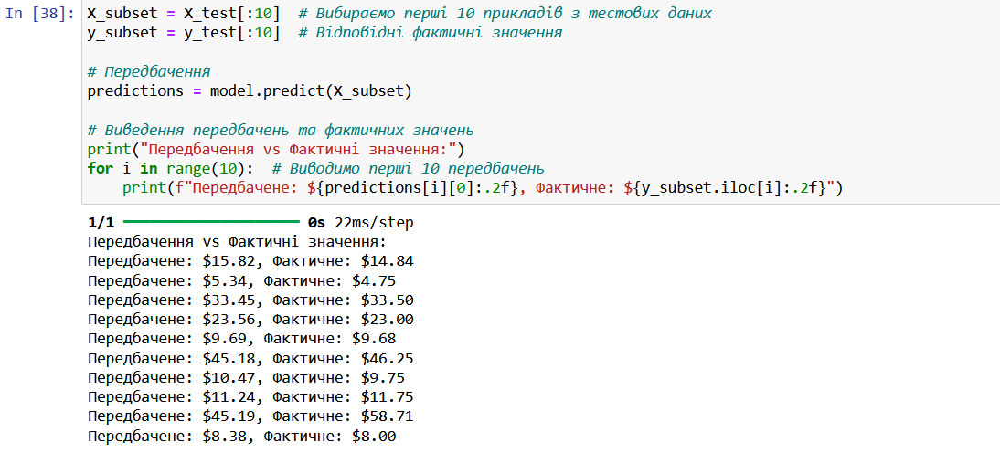 In [38]: X_subset = X_test[:10]  # Вибираємо перші 10 прикладів з тестових даних
y_subset = y_test[:10]  # Відповідні фактичні значення
# Передбачення
predictions = model.predict(X_subset)
# Виведення передбачень та фактичних значень
print("Передбачення vs Фактичні значення:")
for i in range(10):  # Виводимо перші 10 передбачень
    print(f"Передбачене: ${predictions[i][0]:.2f}, Фактичне: ${y_subset.iloc[i]:.2f}")
1/1 ━━━━━━━━━━━━━━━━━━━━ 0s 22ms/step
Передбачення vs Фактичні значення:
Передбачене: $15.82, Фактичне: $14.84
Передбачене: $5.34, Фактичне: $4.75
Передбачене: $33.45, Фактичне: $33.50
Передбачене: $23.56, Фактичне: $23.00
Передбачене: $9.69, Фактичне: $9.68
Передбачене: $45.18, Фактичне: $46.25
Передбачене: $10.47, Фактичне: $9.75
Передбачене: $11.24, Фактичне: $11.75
Передбачене: $45.19, Фактичне: $58.71
Передбачене: $8.38, Фактичне: $8.00